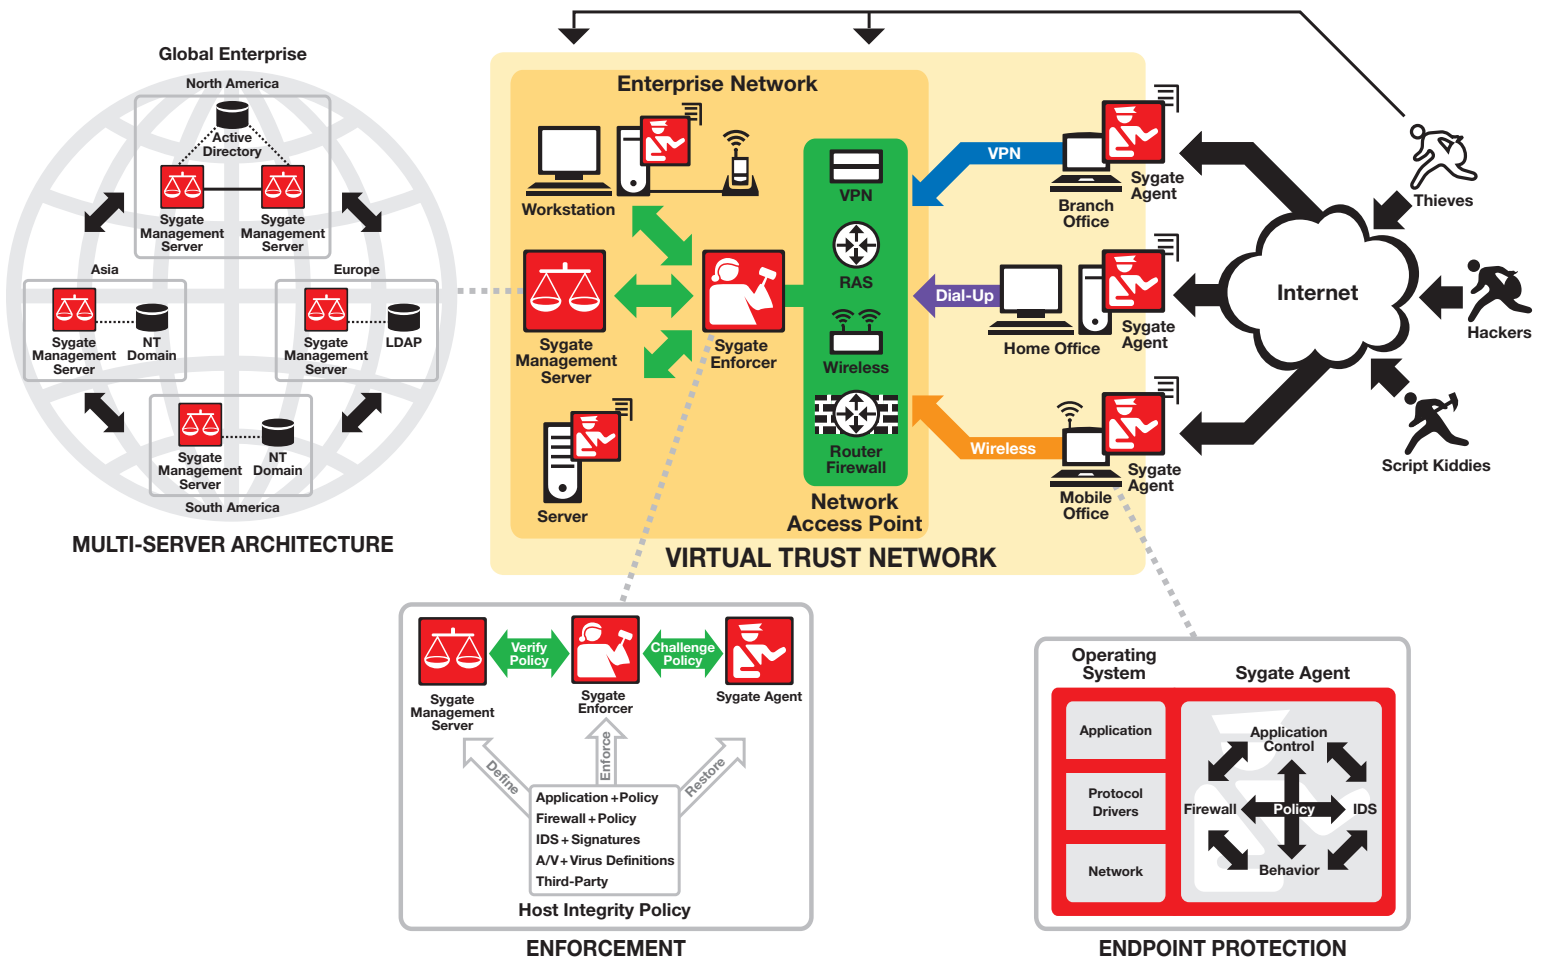 Global Enterprise
North America
Active
Directory
Sygate
Management
Server
Sygate
Management
Server
Asia
Sygate
Management
Server
NT
Domain
Europe
Sygate
Management
Server
LDAP
Sygate
Management
Server
NT
Domain
South America
MULTI-SERVER ARCHITECTURE
Enterprise Network
Workstation
Sygate
Management
Server
Sygate
Enforcer
Server
VPN
RAS
Wireless
Router
Firewall
Network
Access Point
VIRTUAL TRUST NETWORK
VPN
Branch
Office
Sygate
Agent
Dial-Up
Home Office
Sygate
Agent
Wireless
Mobile
Office
Sygate
Agent
Internet
Thieves
Hackers
Script Kiddies
Verify
Policy
Challenge
Policy
Sygate
Management
Server
Sygate
Enforcer
Sygate Agent
Define
Enforce
Restore
Application + Policy
Firewall + Policy
IDS + Signatures
A/V + Virus Definitions
Third-Party
Host Integrity Policy
ENFORCEMENT
Operating
System
Sygate Agent
Application
Protocol
Drivers
Network
Application
Control
Firewall
Policy
IDS
Behavior
ENDPOINT PROTECTION